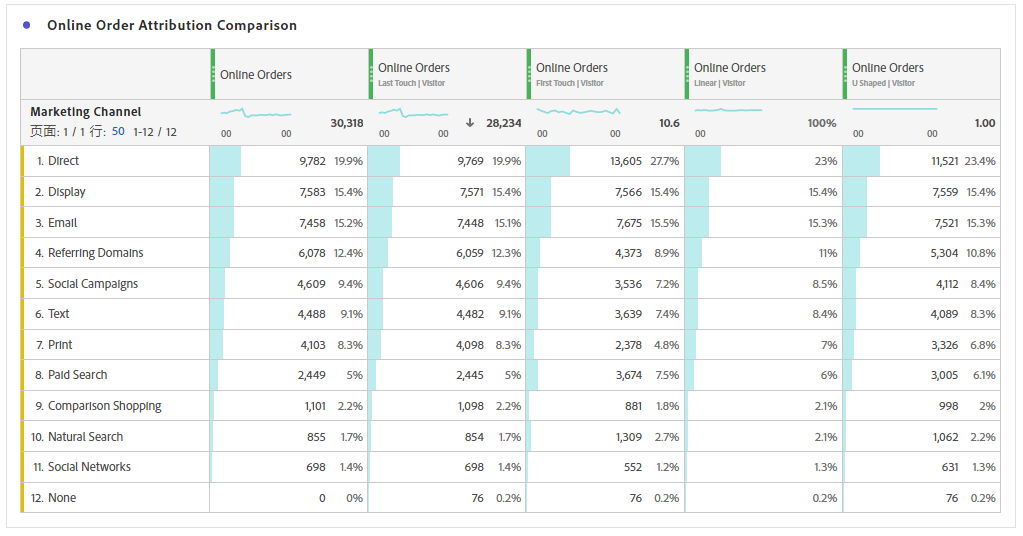 Online Order Attribution Comparison
Online Orders
Online Orders
Last Touch | Visitor
Online Orders
First Touch | Visitor
Online Orders
Linear | Visitor
Online Orders
U Shaped | Visitor
Marketing Channel
页面: 1 / 1 行: 50 1-12 / 12
00 00 30,318
00 00 28,234
00 00 10.6
00 100%
00 00 1.00
1. Direct 9,782 19.9% 9,769 19.9% 13,605 27.7% 23% 11,521 23.4%
2. Display 7,583 15.4% 7,571 15.4% 7,566 15.4% 15.4% 7,559 15.4%
3. Email 7,458 15.2% 7,448 15.1% 7,675 15.5% 15.3% 7,521 15.3%
4. Referring Domains 6,078 12.4% 6,059 12.3% 4,373 8.9% 11% 5,304 10.8%
5. Social Campaigns 4,609 9.4% 4,606 9.4% 3,536 7.2% 8.5% 4,112 8.4%
6. Text 4,488 9.1% 4,482 9.1% 3,639 7.4% 8.4% 4,089 8.3%
7. Print 4,103 8.3% 4,098 8.3% 2,378 4.8% 7% 3,326 6.8%
8. Paid Search 2,449 5% 2,445 5% 3,674 7.5% 6% 3,005 6.1%
9. Comparison Shopping 1,101 2.2% 1,098 2.2% 881 1.8% 2.1% 998 2%
10. Natural Search 855 1.7% 854 1.7% 1,309 2.7% 2.1% 1,062 2.2%
11. Social Networks 698 1.4% 698 1.4% 552 1.2% 1.3% 631 1.3%
12. None 0 0% 76 0.2% 76 0.2% 0.2% 76 0.2%